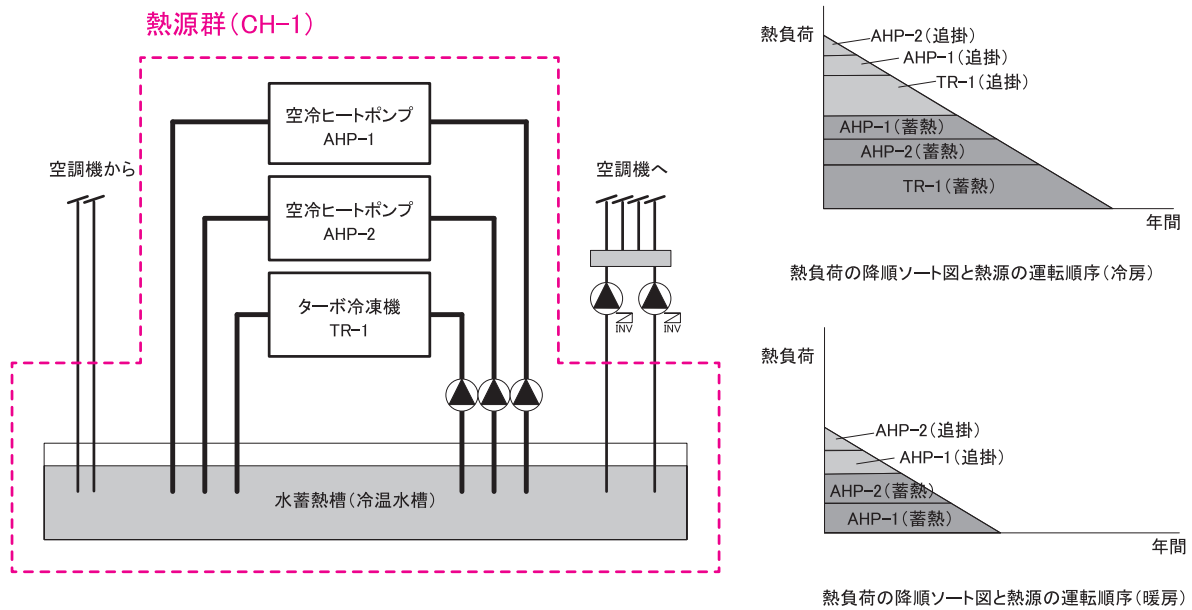 熱源群(CH-1)
空冷ヒートポンプ
AHP-1
空調機から
空調機へ
空冷ヒートポンプ
AHP-2
ターボ冷凍機
TR-1
INV
INV
水蓄熱槽(冷温水槽)
熱負荷
AHP-2(追掛)
AHP-1(追掛)
TR-1(追掛)
AHP-1(蓄熱)
AHP-2(蓄熱)
TR-1(蓄熱)
年間
熱負荷の降順ソート図と熱源の運転順序(冷房)
熱負荷
AHP-2(追掛)
AHP-1(追掛)
AHP-2(蓄熱)
AHP-1(蓄熱)
年間
熱負荷の降順ソート図と熱源の運転順序(暖房)